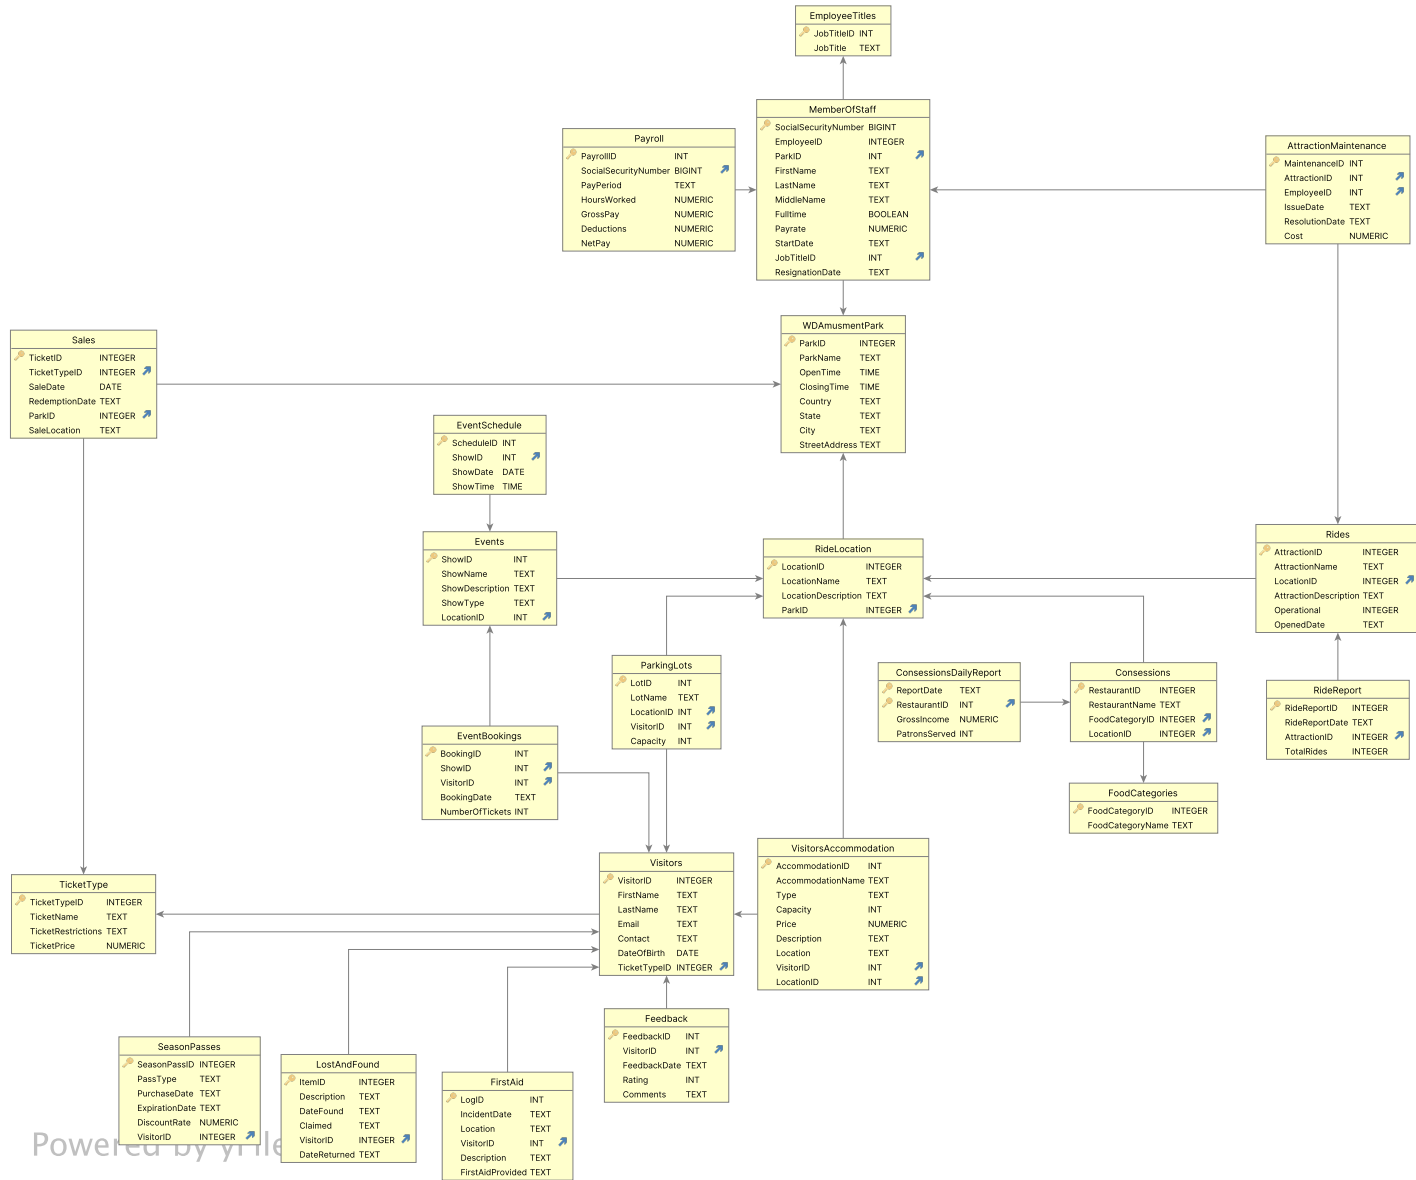 EmployeeTitles
JobTitleID INT
JobTitle TEXT
MemberOfStaff
SocialSecurityNumber BIGINT
EmployeeID INTEGER
ParkID INT
FirstName TEXT
LastName TEXT
MiddleName TEXT
Fulltime BOOLEAN
Payrate NUMERIC
StartDate TEXT
JobTitleID INT
ResignationDate TEXT
Payroll
PayrollID INT
SocialSecurityNumber BIGINT
PayPeriod TEXT
HoursWorked NUMERIC
GrossPay NUMERIC
Deductions NUMERIC
NetPay NUMERIC
AttractionMaintenance
MaintenanceID INT
AttractionID INT
EmployeeID INT
IssueDate TEXT
ResolutionDate TEXT
Cost NUMERIC
WDAmusmentPark
ParkID INTEGER
ParkName TEXT
OpenTime TIME
ClosingTime TIME
Country TEXT
State TEXT
City TEXT
StreetAddress TEXT
Sales
TicketID INTEGER
TicketTypeID INTEGER
SaleDate DATE
RedemptionDate TEXT
ParkID INTEGER
SaleLocation TEXT
EventSchedule
ScheduleID INT
ShowID INT
ShowDate DATE
ShowTime TIME
Events
ShowID INT
ShowName TEXT
ShowDescription TEXT
ShowType TEXT
LocationID INT
RideLocation
LocationID INTEGER
LocationName TEXT
LocationDescription TEXT
ParkID INTEGER
Rides
AttractionID INTEGER
AttractionName TEXT
LocationID INTEGER
AttractionDescription TEXT
Operational INTEGER
OpenedDate TEXT
ParkingLots
LotID INT
LotName TEXT
LocationID INT
VisitorID INT
Capacity INT
ConsessionsDailyReport
ReportDate TEXT
RestaurantID INT
GrossIncome NUMERIC
PatronsServed INT
Consessions
RestaurantID INTEGER
RestaurantName TEXT
FoodCategoryID INTEGER
LocationID INTEGER
RideReport
RideReportID INTEGER
RideReportDate TEXT
AttractionID INTEGER
TotalRides INTEGER
EventBookings
BookingID INT
ShowID INT
VisitorID INT
BookingDate TEXT
NumberOfTickets INT
FoodCategories
FoodCategoryID INTEGER
FoodCategoryName TEXT
VisitorsAccommodation
AccommodationID INT
AccommodationName TEXT
Type TEXT
Capacity INT
Price NUMERIC
Description TEXT
Location TEXT
VisitorID INT
LocationID INT
Visitors
VisitorID INTEGER
FirstName TEXT
LastName TEXT
Email TEXT
Contact TEXT
DateOfBirth DATE
TicketTypeID INTEGER
TicketType
TicketTypeID INTEGER
TicketName TEXT
TicketRestrictions TEXT
TicketPrice NUMERIC
Feedback
FeedbackID INT
VisitorID INT
FeedbackDate TEXT
Rating INT
Comments TEXT
SeasonPasses
SeasonPassID INTEGER
PassType TEXT
PurchaseDate TEXT
ExpirationDate TEXT
DiscountRate NUMERIC
VisitorID INTEGER
LostAndFound
ItemID INTEGER
Description TEXT
DateFound TEXT
Claimed TEXT
VisitorID INTEGER
DateReturned TEXT
FirstAid
LogID INT
IncidentDate TEXT
Location TEXT
VisitorID INT
Description TEXT
FirstAidProvided TEXT
Powered by